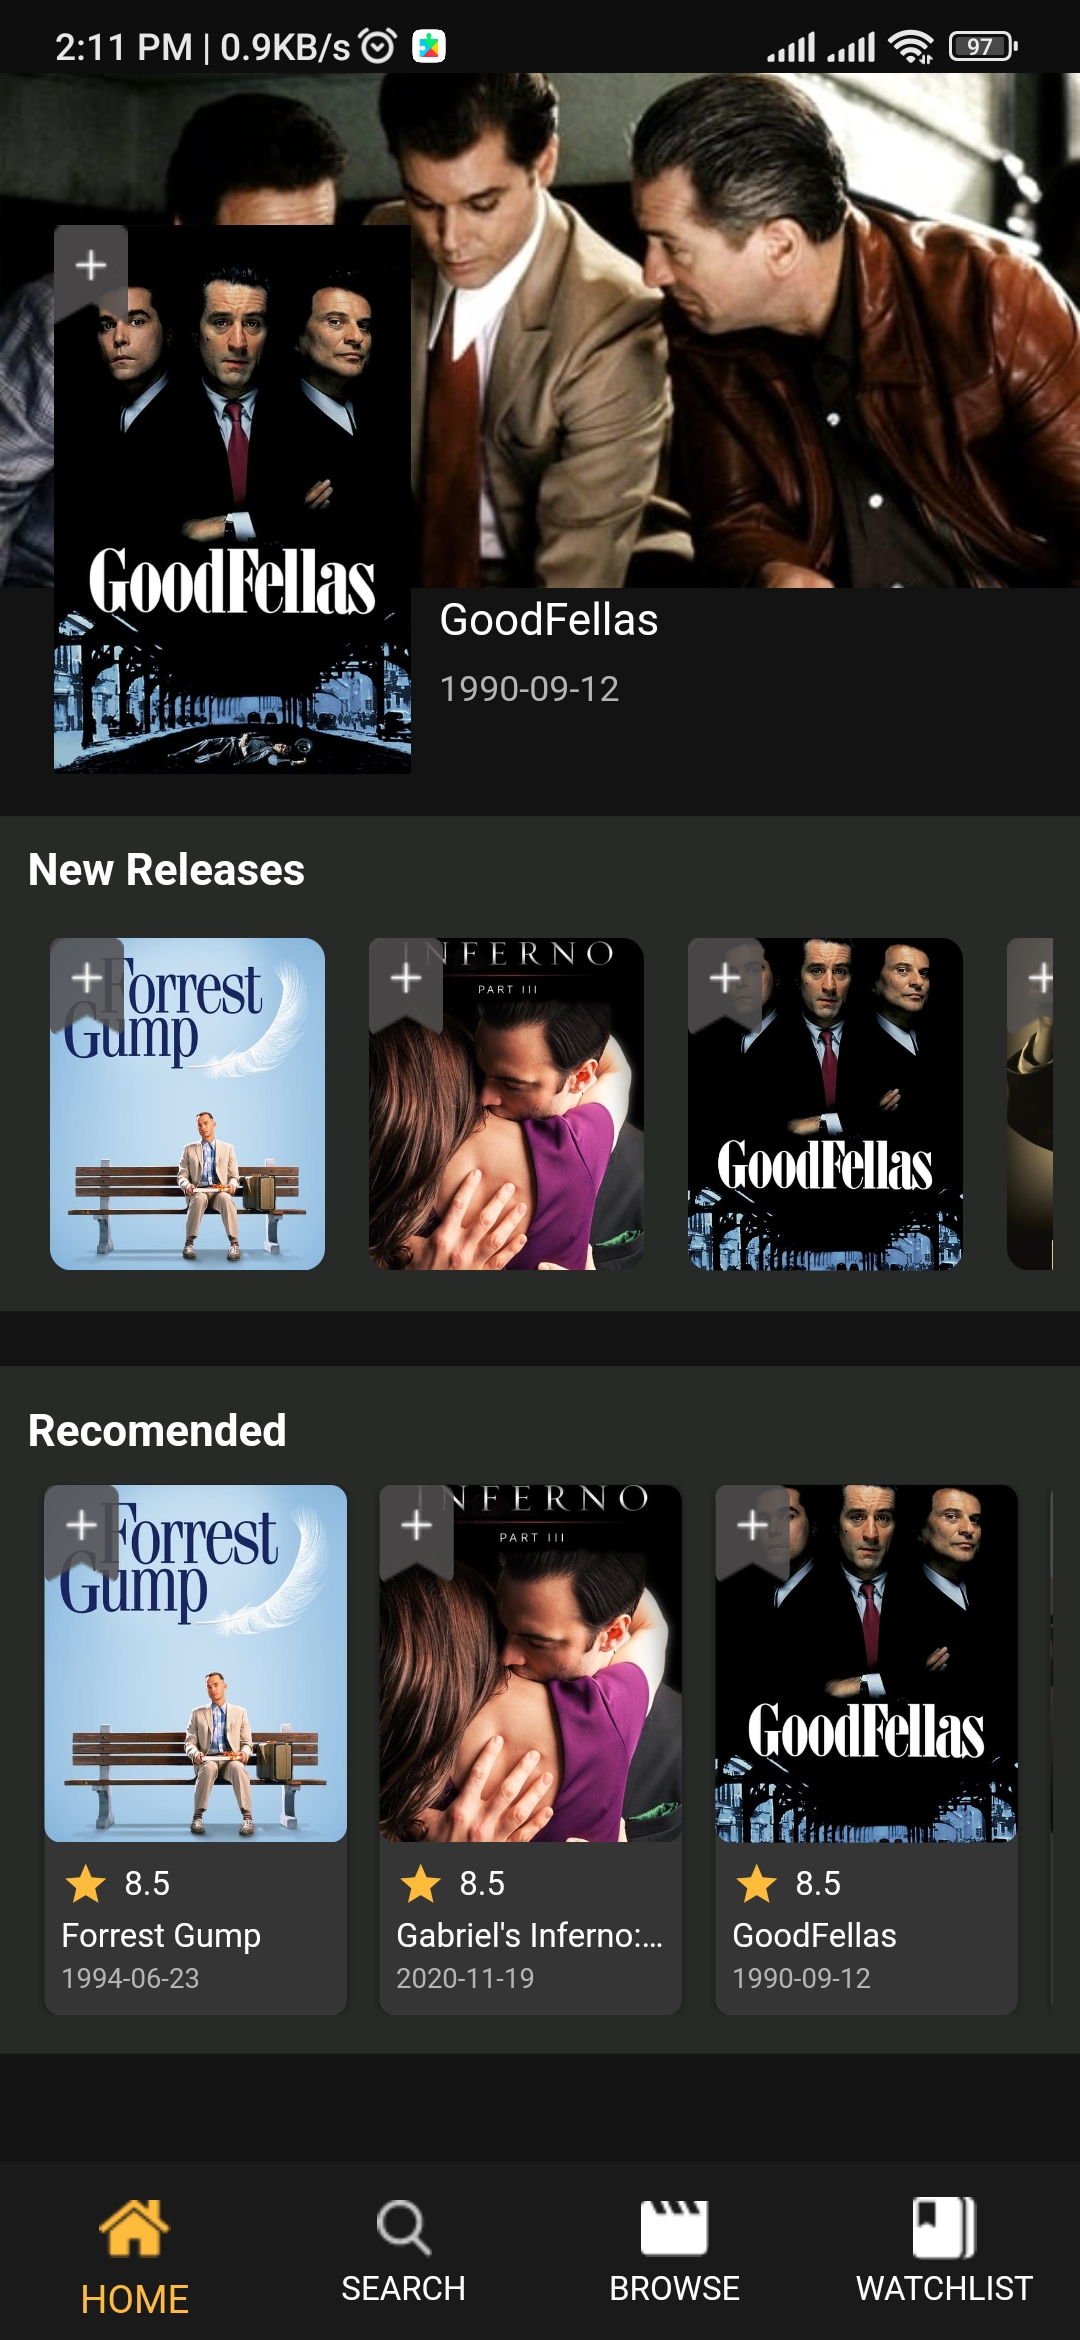 2:11 PM | 0.9KB/s
97
GoodFellas
GoodFellas
1990-09-12
New Releases
Forrest
Gump
INFERNO
PART III
GoodFellas
Recomended
Forrest
Gump
INFERNO
PART III
GoodFellas
8.5
8.5
8.5
Forrest Gump
Gabriel's Inferno:...
GoodFellas
1994-06-23
2020-11-19
1990-09-12
HOME
SEARCH
BROWSE
WATCHLIST